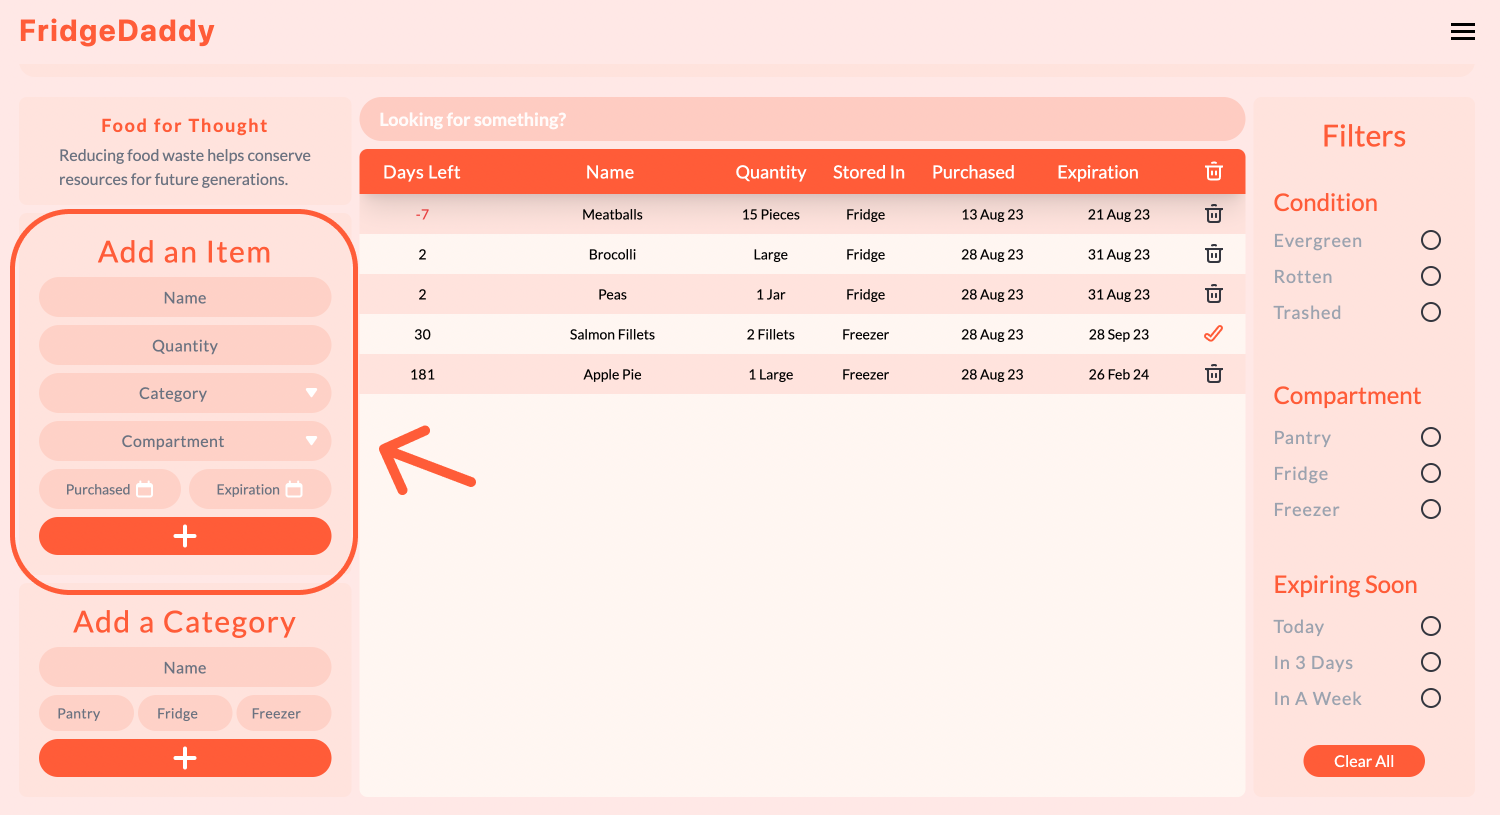 FridgeDaddy
Food for Thought
Reducing food waste helps conserve
resources for future generations.
Add an Item
Name
Quantity
Category
Compartment
Purchased Expiration
Add a Category
Name
Pantry Fridge Freezer
Looking for something?
Days Left Name Quantity Stored In Purchased Expiration
-7 Meatballs 15 Pieces Fridge 13 Aug 23 21 Aug 23
2 Brocolli Large Fridge 28 Aug 23 31 Aug 23
2 Peas 1 Jar Fridge 28 Aug 23 31 Aug 23
30 Salmon Fillets 2 Fillets Freezer 28 Aug 23 28 Sep 23
181 Apple Pie 1 Large Freezer 28 Aug 23 26 Feb 24
Filters
Condition
Evergreen
Rotten
Trashed
Compartment
Pantry
Fridge
Freezer
Expiring Soon
Today
In 3 Days
In A Week
Clear All